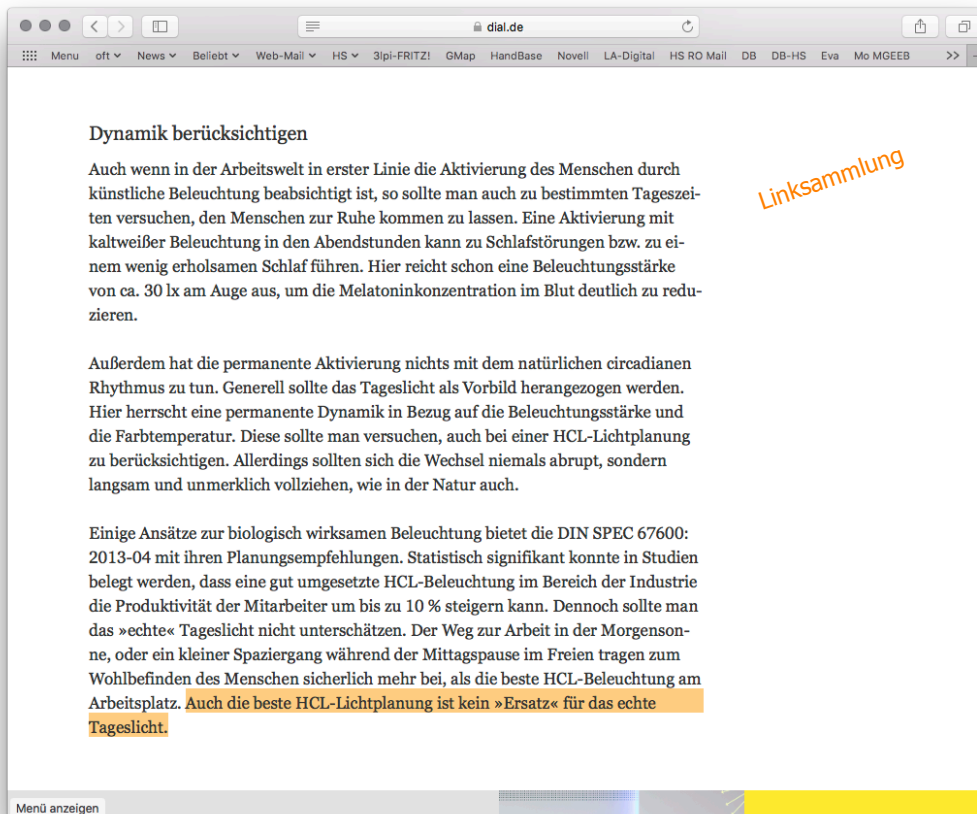 dial.de
Menu oft News Beliebt Web-Mail HS 3lpi-FRITZ! GMap HandBase Novell LA-Digital HS RO Mail DB DB-HS Eva Mo MGEEB >>
Dynamik berücksichtigen
Linksammlung
Auch wenn in der Arbeitswelt in erster Linie die Aktivierung des Menschen durch
künstliche Beleuchtung beabsichtigt ist, so sollte man auch zu bestimmten Tageszei-
ten versuchen, den Menschen zur Ruhe kommen zu lassen. Eine Aktivierung mit
kaltweißer Beleuchtung in den Abendstunden kann zu Schlafstörungen bzw. zu ei-
nem wenig erholsamen Schlaf führen. Hier reicht schon eine Beleuchtungsstärke
von ca. 30 lx am Auge aus, um die Melatoninkonzentration im Blut deutlich zu redu-
zieren.
Außerdem hat die permanente Aktivierung nichts mit dem natürlichen circadianen
Rhythmus zu tun. Generell sollte das Tageslicht als Vorbild herangezogen werden.
Hier herrscht eine permanente Dynamik in Bezug auf die Beleuchtungsstärke und
die Farbtemperatur. Diese sollte man versuchen, auch bei einer HCL-Lichtplanung
zu berücksichtigen. Allerdings sollten sich die Wechsel niemals abrupt, sondern
langsam und unmerklich vollziehen, wie in der Natur auch.
Einige Ansätze zur biologisch wirksamen Beleuchtung bietet die DIN SPEC 67600:
2013-04 mit ihren Planungsempfehlungen. Statistisch signifikant konnte in Studien
belegt werden, dass eine gut umgesetzte HCL-Beleuchtung im Bereich der Industrie
die Produktivität der Mitarbeiter um bis zu 10 % steigern kann. Dennoch sollte man
das »echte« Tageslicht nicht unterschätzen. Der Weg zur Arbeit in der Morgenson-
ne, oder ein kleiner Spaziergang während der Mittagspause im Freien tragen zum
Wohlbefinden des Menschen sicherlich mehr bei, als die beste HCL-Beleuchtung am
Arbeitsplatz. Auch die beste HCL-Lichtplanung ist kein »Ersatz« für das echte
Tageslicht.
Menü anzeigen